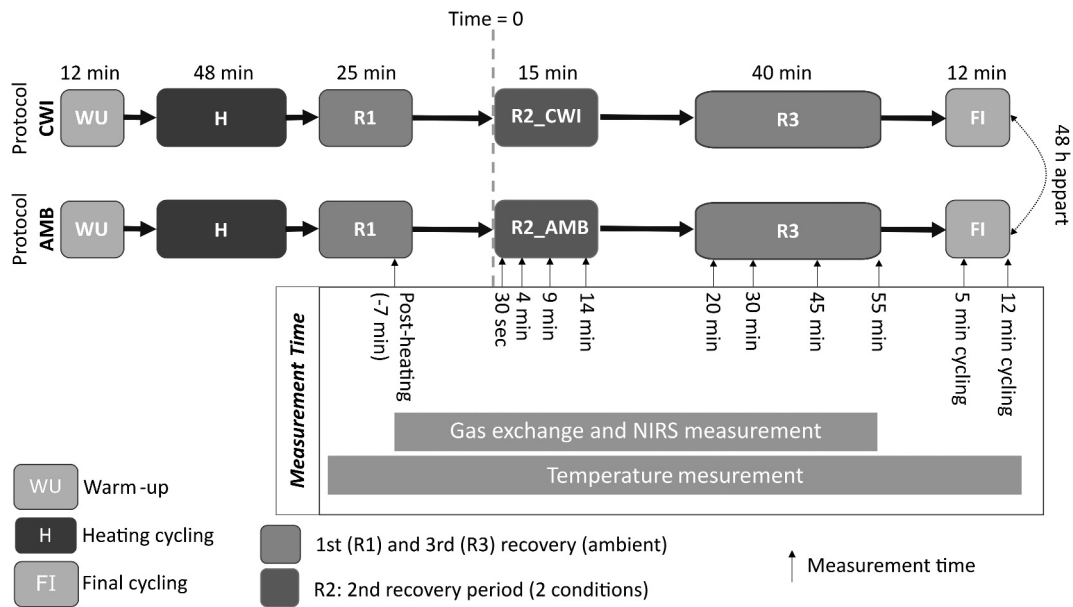 Time = 0
12 min
48 min
25 min
15 min
40 min
12 min
Protocol
CWI
WU
H
R1
R2_CWI
R3
FI
48 h appart
Protocol
AMB
WU
H
R1
R2_AMB
R3
FI
Measurement Time
Post-heating
(-7 min)
30 sec
4 min
9 min
14 min
20 min
30 min
45 min
55 min
5 min cycling
12 min cycling
Gas exchange and NIRS measurement
Temperature mesurement
WU
Warm-up
H
Heating cycling
FI
Final cycling
1st (R1) and 3rd (R3) recovery (ambient)
R2: 2nd recovery period (2 conditions)
Measurement time